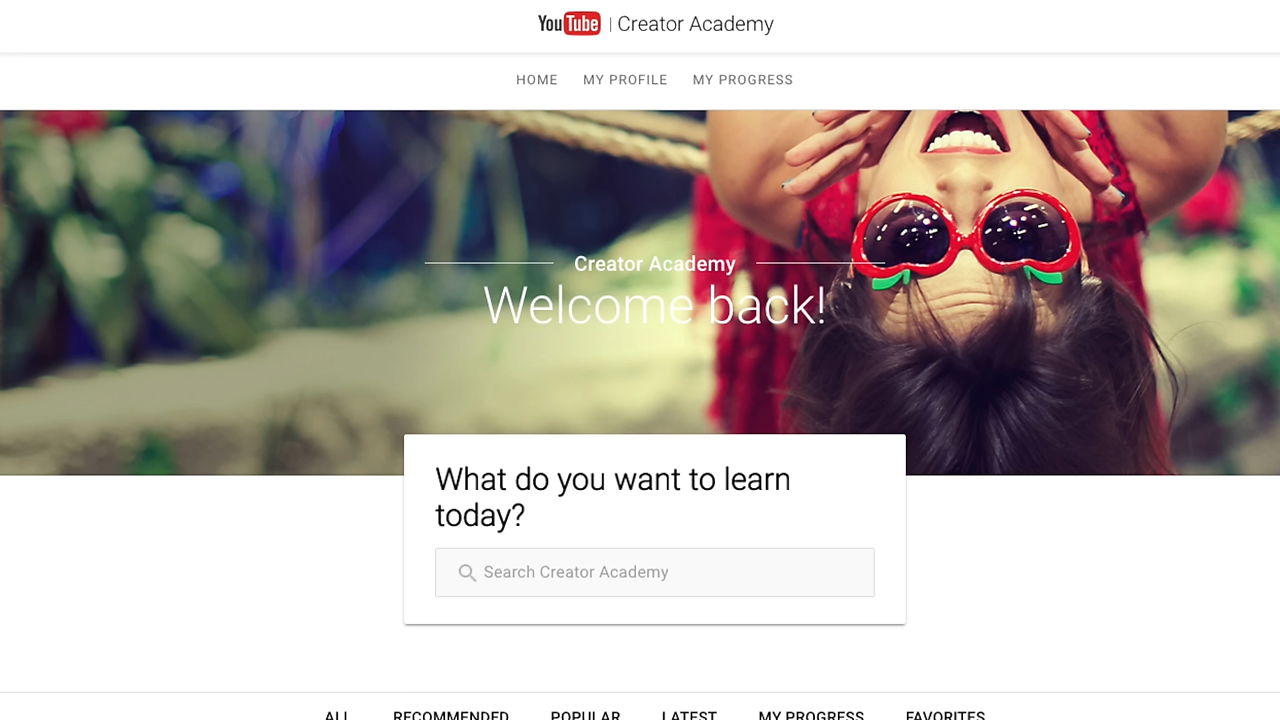 YouTube | Creator Academy
HOME MY PROFILE MY PROGRESS
Creator Academy
Welcome back!
What do you want to learn
today?
Search Creator Academy
ALL RECOMMENDED POPULAR LATEST MY PROGRESS FAVORITES